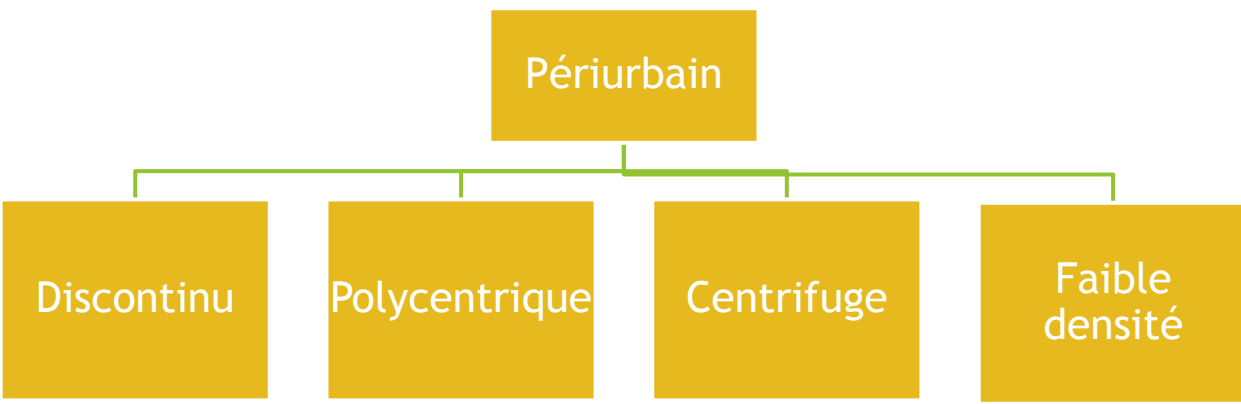 Périurbain
Discontinu
Polycentrique
Centrifuge
Faible
densité